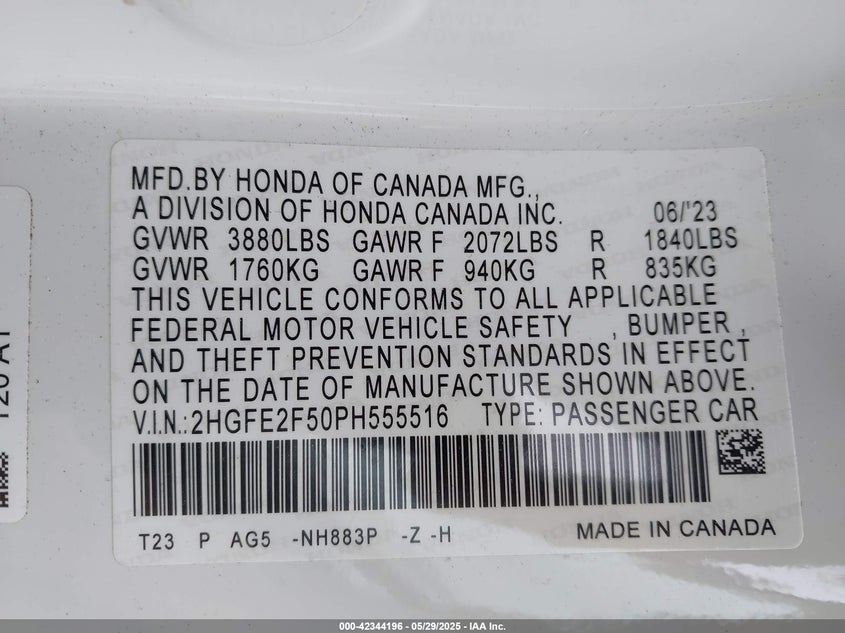 MFD.BY HONDA OF CANADA MFG.,
A DIVISION OF HONDA CANADA INC. 06/'23
GVWR 3880LBS GAWR F 2072LBS R 1840LBS
GVWR 1760KG GAWR F 940KG R 835KG
THIS VEHICLE CONFORMS TO ALL APPLICABLE
FEDERAL MOTOR VEHICLE SAFETY , BUMPER ,
AND THEFT PREVENTION STANDARDS IN EFFECT
ON THE DATE OF MANUFACTURE SHOWN ABOVE.
V.I.N.:2HGFE2F50PH555516 TYPE: PASSENGER CAR
T23 P AG5 -NH883P -Z -H MADE IN CANADA
000-42344196 - 05/29/2025 - IAA Inc.